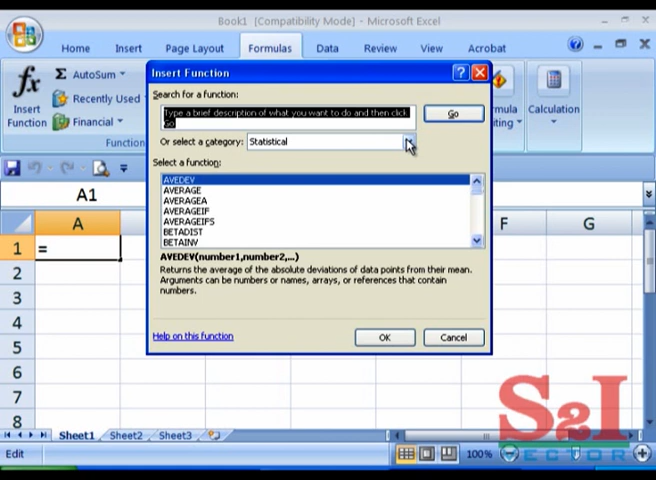 Book1 [Compatibility Mode] - Microsoft Excel
Home Insert Page Layout Formulas Data Review View Acrobat
fx
Insert
Function
Σ AutoSum
Recently Used
Financial
Function
Calculation
A1
A F G
1 =
2
3
4
5
6
7
8
Insert Function
Search for a function:
Type a brief description of what you want to do and then click
Go
Go
Or select a category: Statistical
Select a function:
AVEDEV
AVERAGE
AVERAGEA
AVERAGEIF
AVERAGEIFS
BETADIST
BETAINV
AVEDEV(number1,number2,...)
Returns the average of the absolute deviations of data points from their mean.
Arguments can be numbers or names, arrays, or references that contain
numbers.
Help on this function
OK Cancel
Sheet1 Sheet2 Sheet3
Edit 100%
S2I